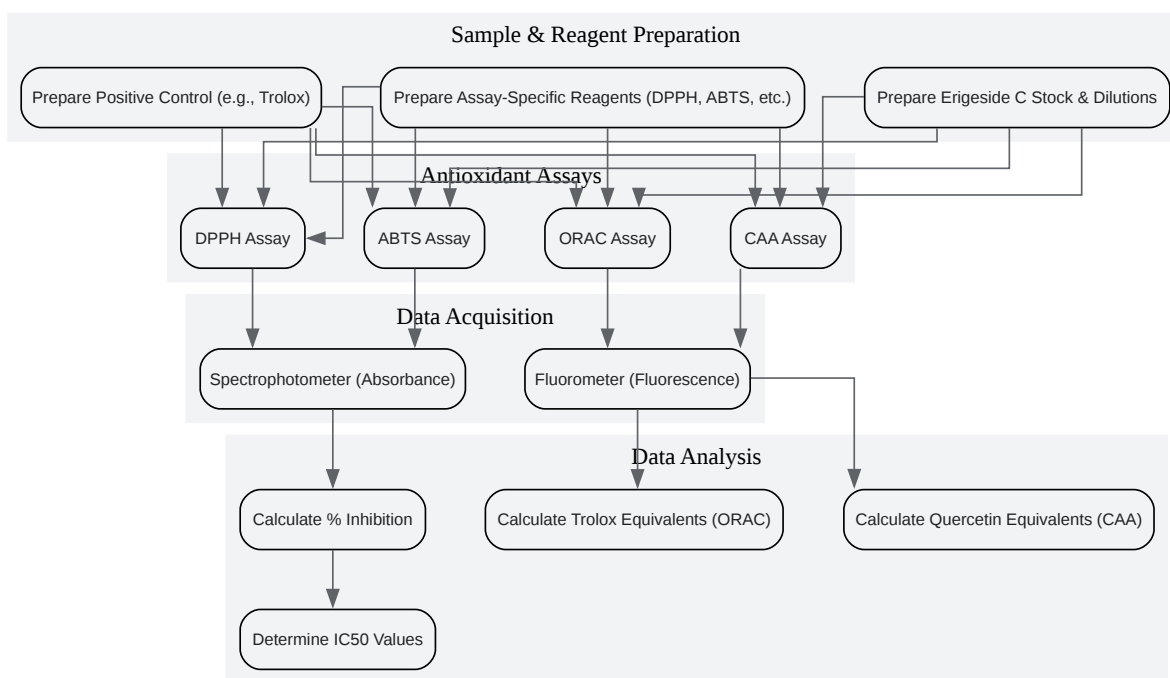 Sample & Reagent Preparation
Prepare Positive Control (e.g., Trolox)
Prepare Assay-Specific Reagents (DPPH, ABTS, etc.)
Prepare Erigeside C Stock & Dilutions
Antioxidant Assays
DPPH Assay
ABTS Assay
ORAC Assay
CAA Assay
Data Acquisition
Spectrophotometer (Absorbance)
Fluorometer (Fluorescence)
Data Analysis
Calculate % Inhibition
Calculate Trolox Equivalents (ORAC)
Calculate Quercetin Equivalents (CAA)
Determine IC50 Values